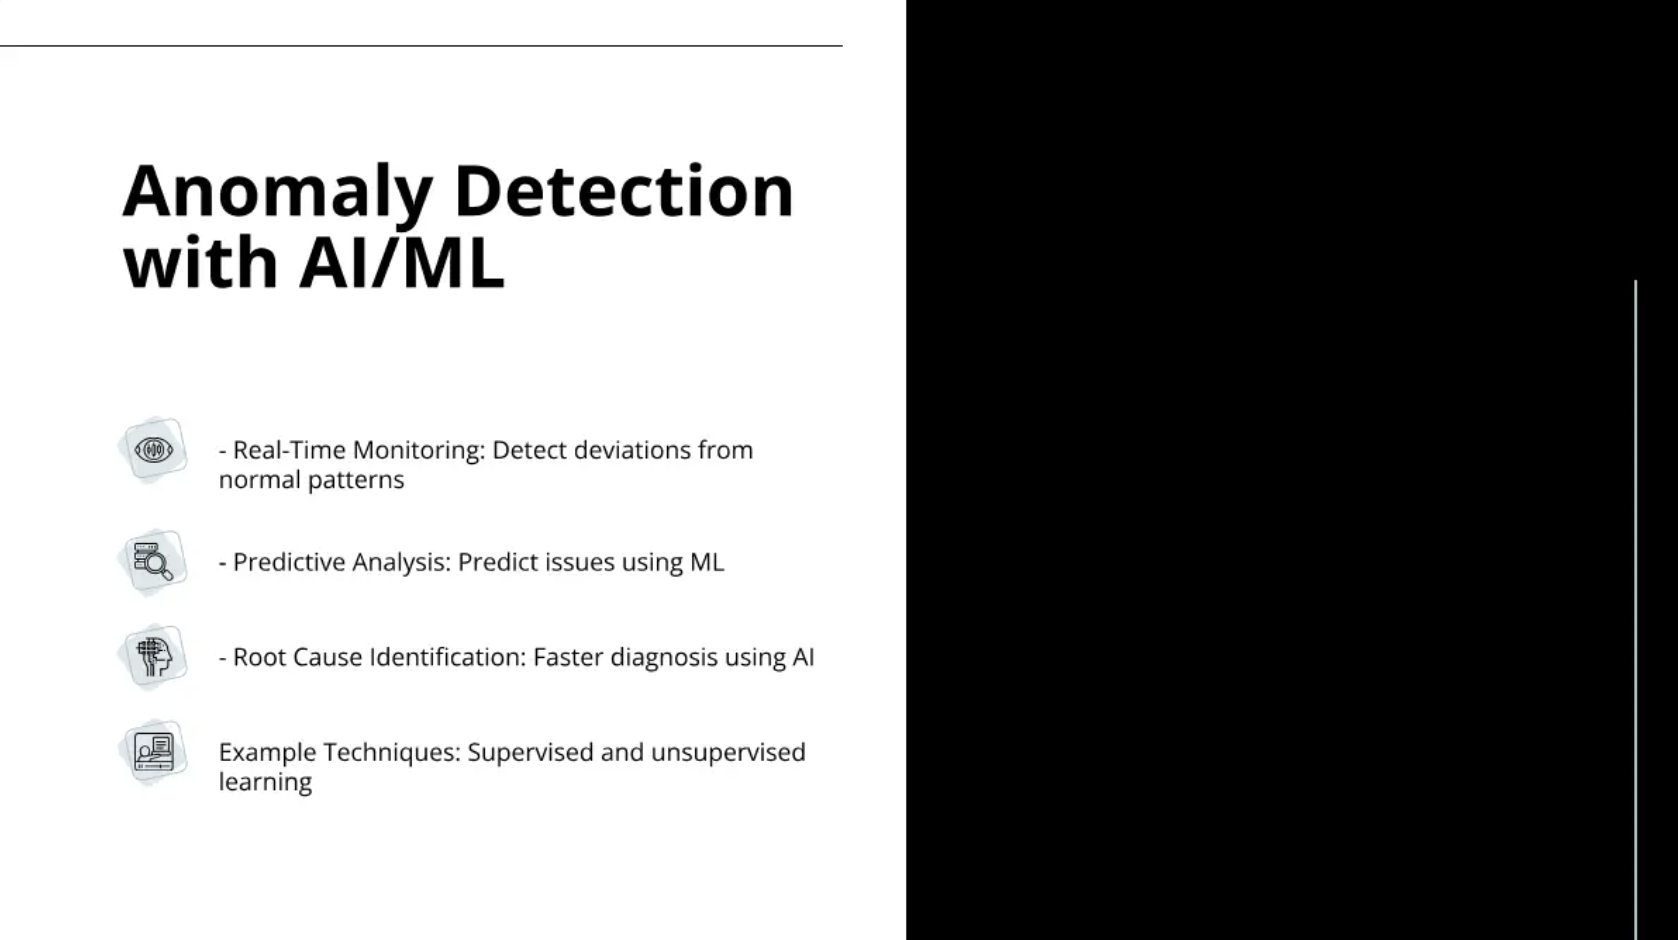 Anomaly Detection
with AI/ML
- Real-Time Monitoring: Detect deviations from
normal patterns
- Predictive Analysis: Predict issues using ML
- Root Cause Identification: Faster diagnosis using AI
Example Techniques: Supervised and unsupervised
learning